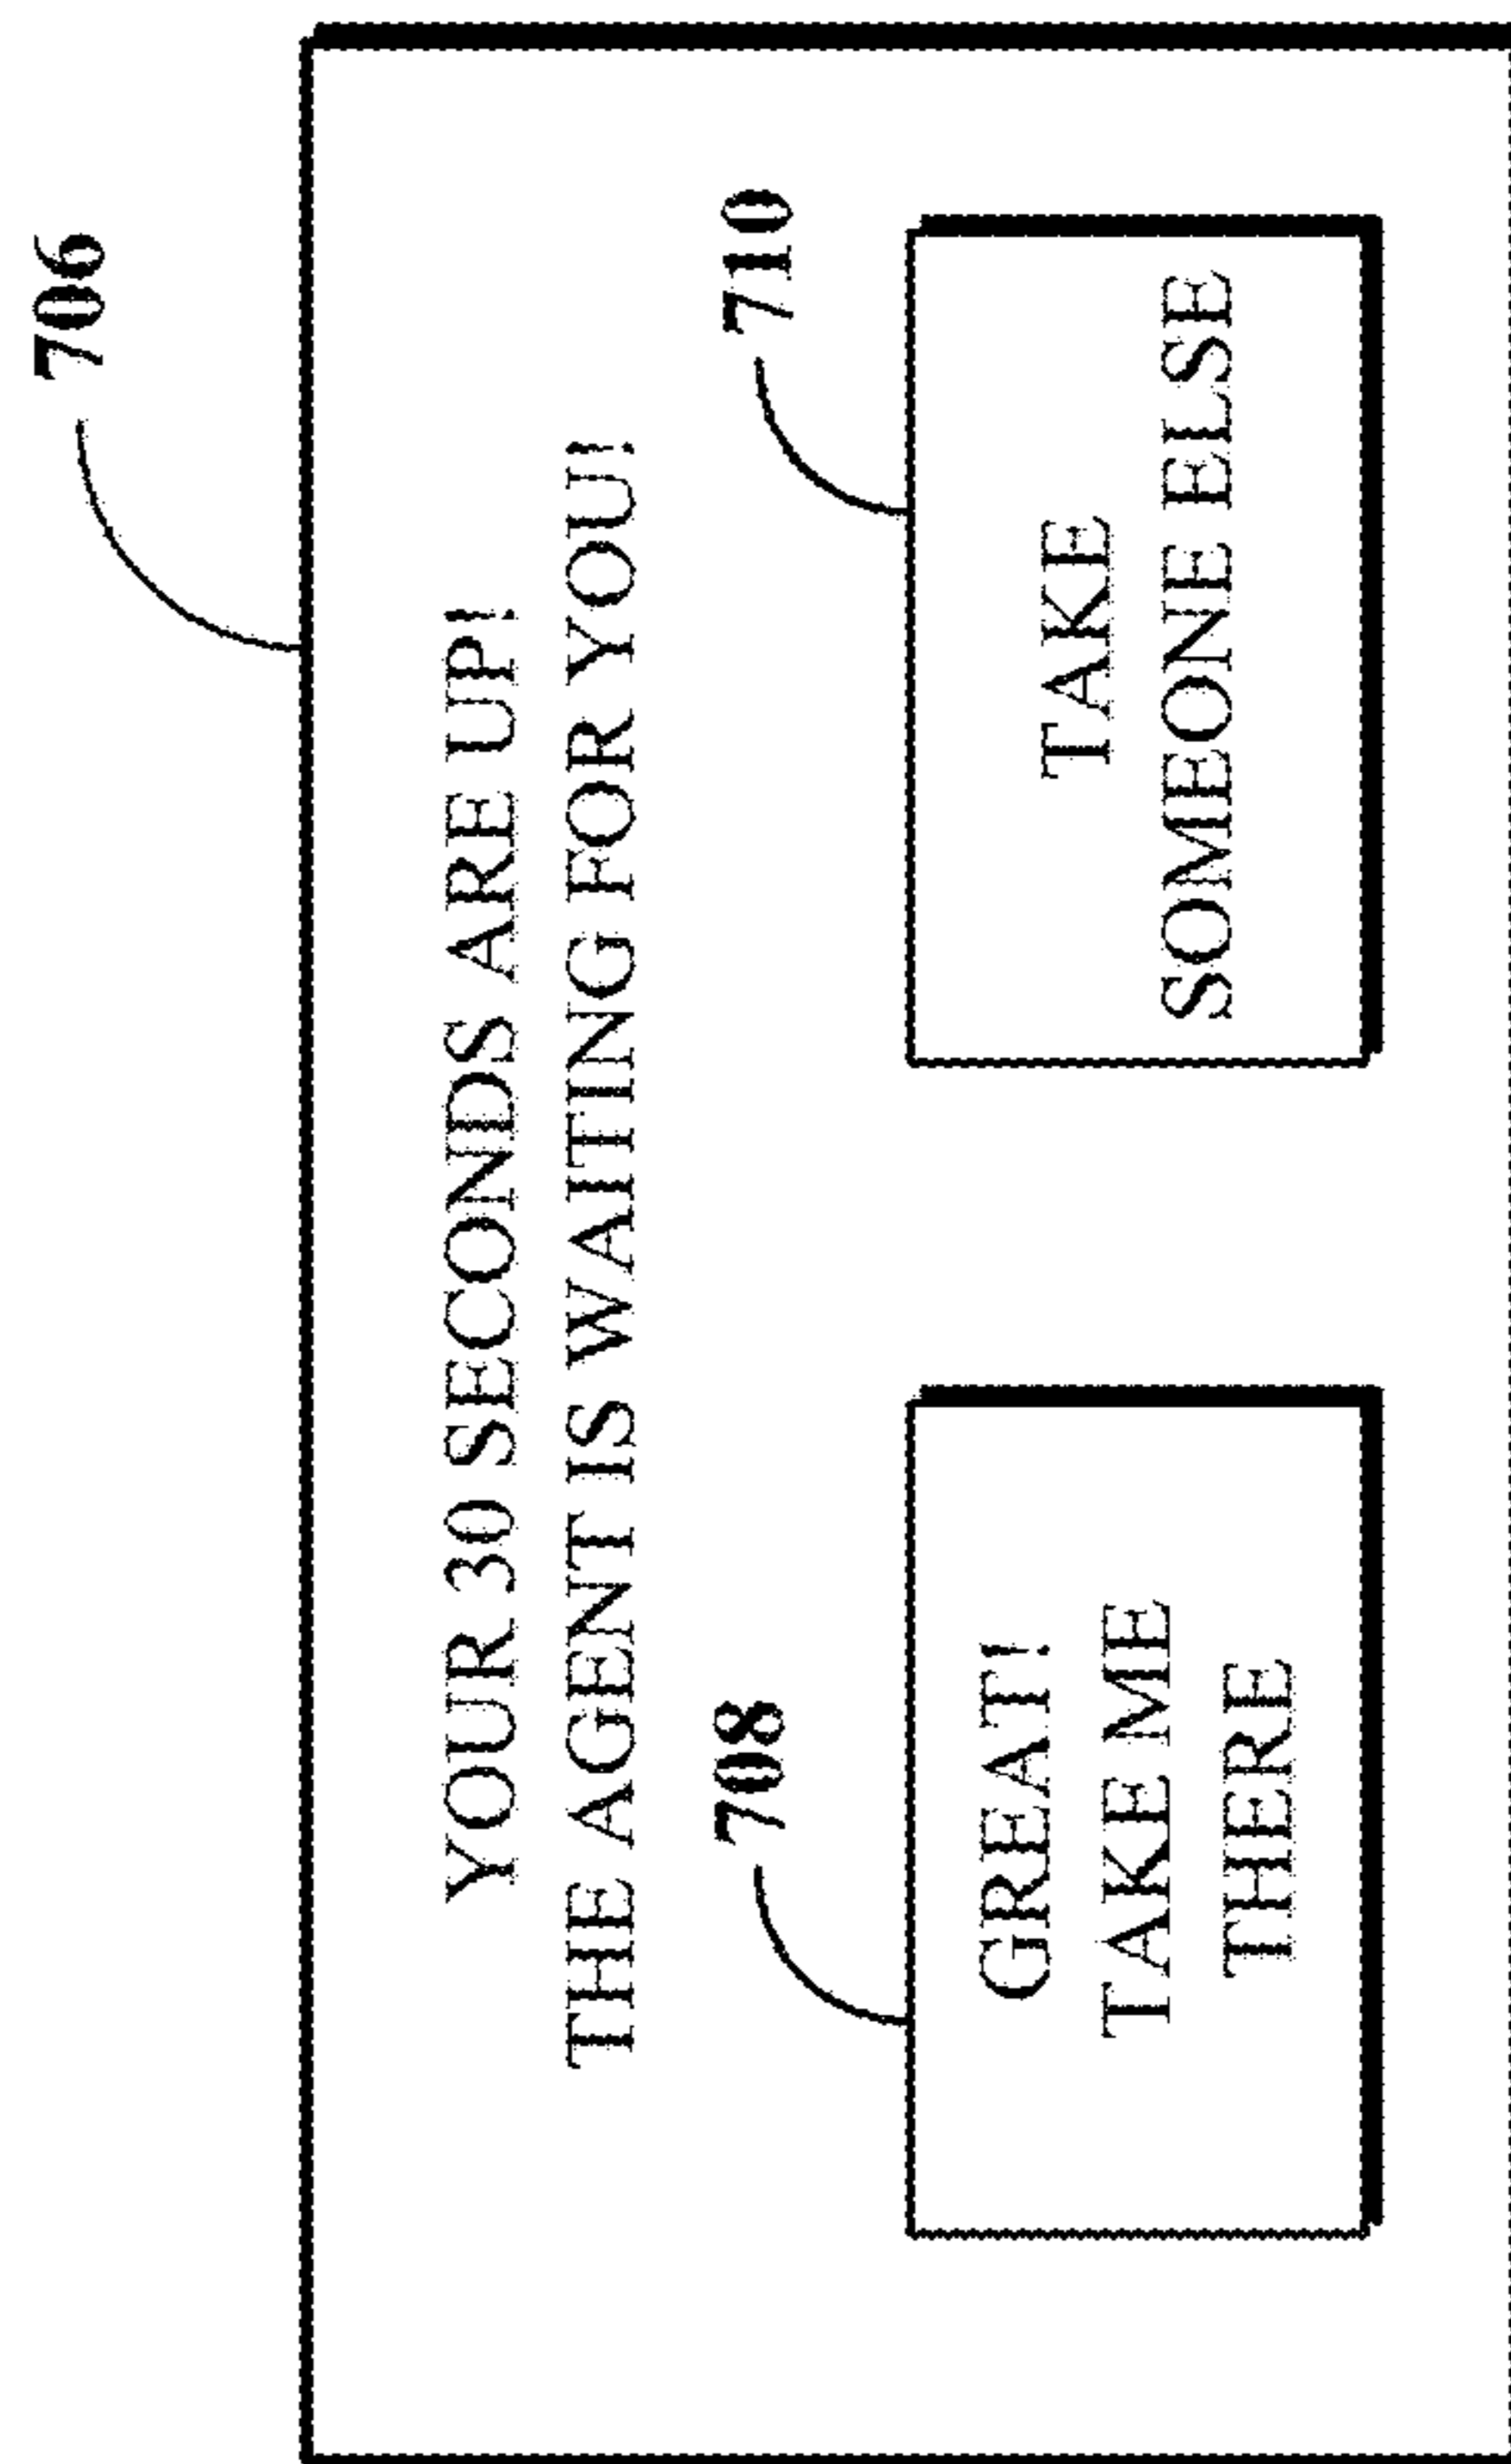 706
YOUR 30 SECONDS ARE UP!
THE AGENT IS WAITING FOR YOU!
708
GREAT!
TAKE ME
THERE
710
TAKE
SOMEONE ELSE